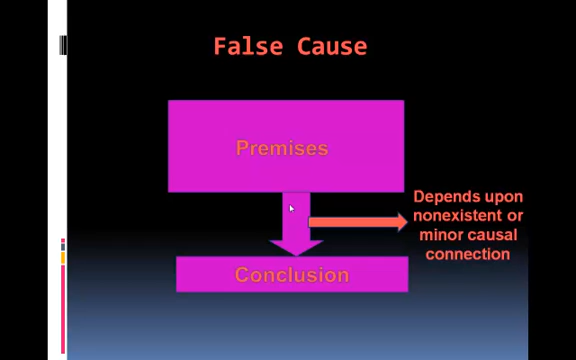 False Cause
Premises
Depends upon
nonexistent or
minor causal
connection
Conclusion